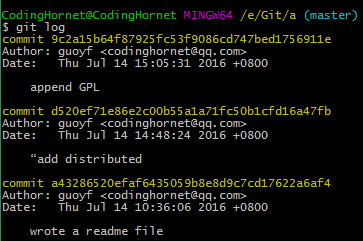 CodingHornet@CodingHornet MINGW64 /e/Git/a (master)
$ git log
commit 9c2a15b64f87925fc53f9086cd747bed1756911e
Author: guoyf <codinghornet@qq.com>
Date:   Thu Jul 14 15:05:31 2016 +0800
append GPL
commit d520ef71e86e2c00b55a1a71fc50b1cfd16a47fb
Author: guoyf <codinghornet@qq.com>
Date:   Thu Jul 14 14:48:24 2016 +0800
“add distributed
commit a43286520efaf6435059b8e8d9c7cd17622a6af4
Author: guoyf <codinghornet@qq.com>
Date:   Thu Jul 14 10:36:06 2016 +0800
wrote a readme file